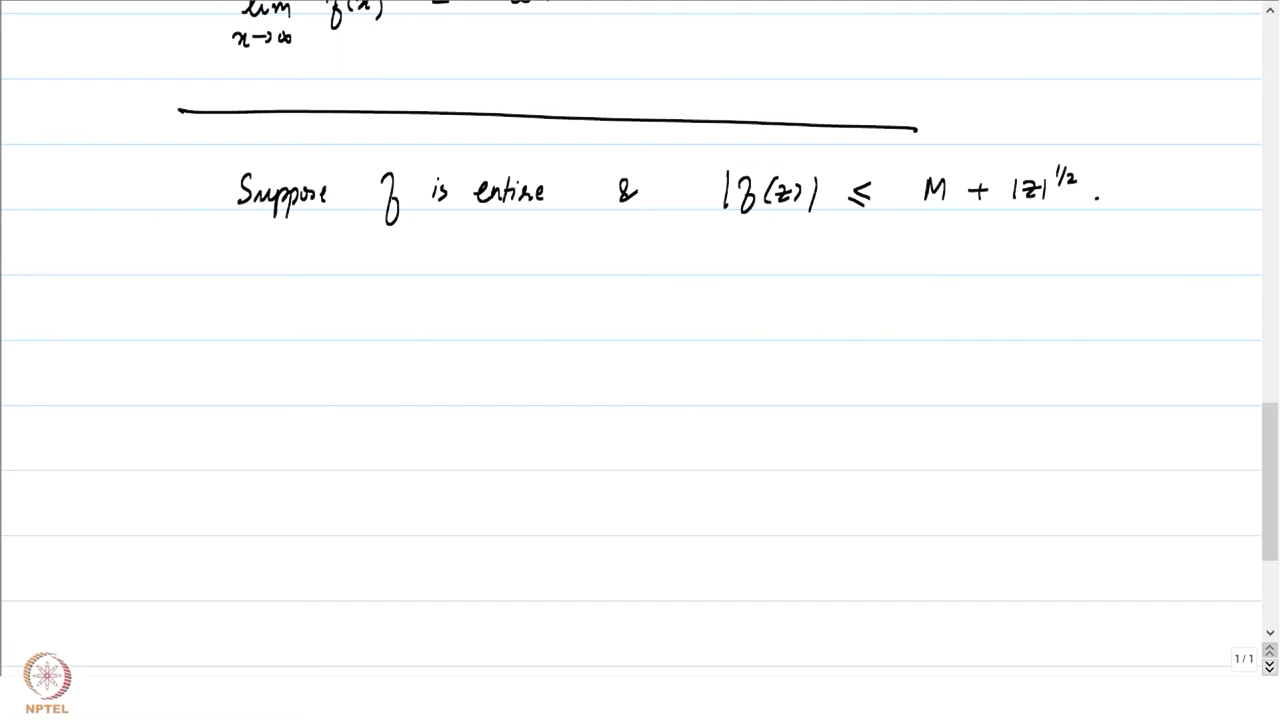 lim f(x) =
x→∞
Suppose f is entire & |f(z)| ≤ M + |z|^{1/2}.
1 / 1
NPTEL